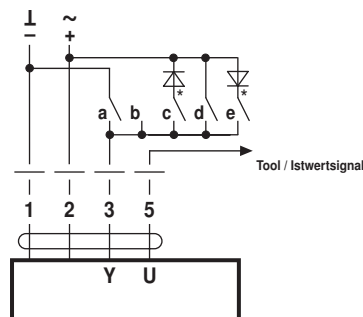 ⊥ ~
– +
a b c d e
* *
Tool / Istwertsignal
1 2 3 5
Y U